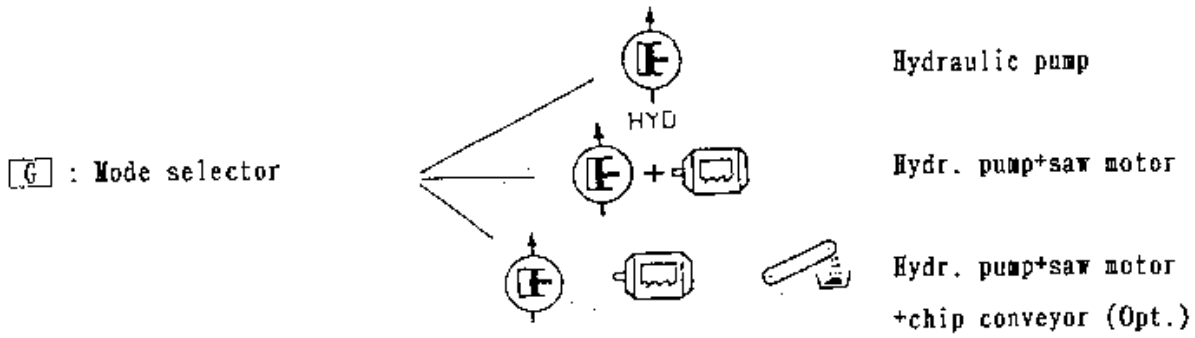 Hydraulic pump
HYD
G : Mode selector
+
Hydr. pump+saw motor
Hydr. pump+saw motor
+chip conveyor (Opt.)